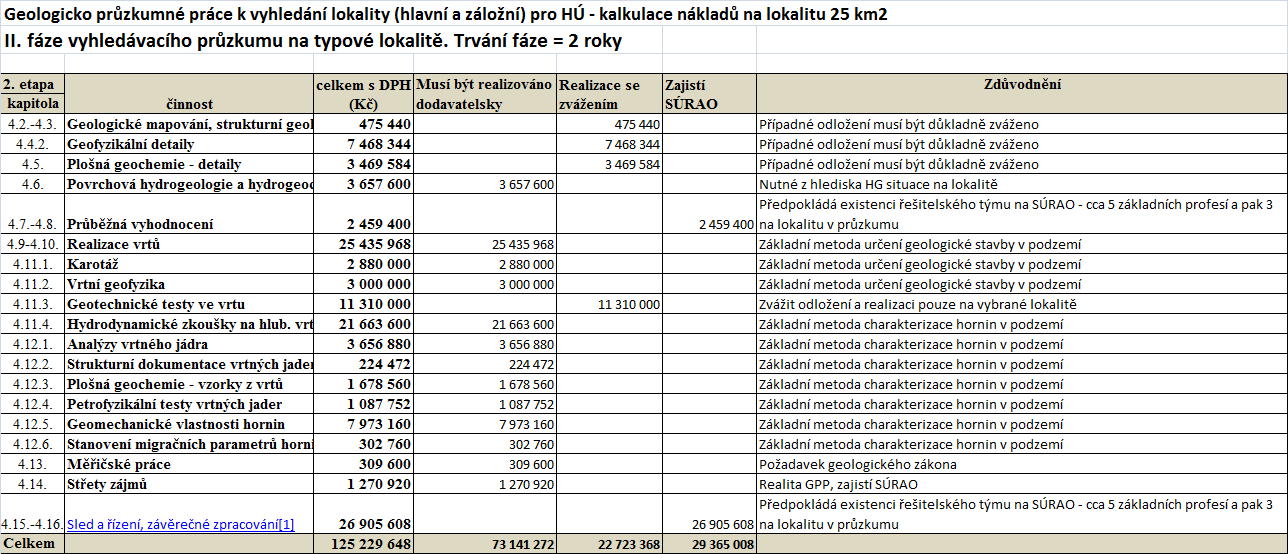 Geologicko průzkumné práce k vyhledání lokality (hlavní a záložní) pro HÚ - kalkulace nákladů na lokalitu 25 km2
II. fáze vyhledávacího průzkumu na typové lokalitě. Trvání fáze = 2 roky
2. etapa celkem s DPH Musí být realizováno Realizace se Zajistí Zdůvodnění
kapitola činnost (Kč) dodavatelsky zvážením SÚRAO
4.2.-4.3. Geologické mapování, strukturní geol 475 440 475 440 Případné odložení musí být důkladně zváženo
4.4.2. Geofyzikální detaily 7 468 344 7 468 344 Případné odložení musí být důkladně zváženo
4.5. Plošná geochemie - detaily 3 469 584 3 469 584 Případné odložení musí být důkladně zváženo
4.6. Povrchová hydrogeologie a hydrogeoc 3 657 600 3 657 600 Nutné z hlediska HG situace na lokalitě
Předpokládá existenci řešitelského týmu na SÚRAO - cca 5 základních profesí a pak 3
4.7.-4.8. Průběžná vyhodnocení 2 459 400 2 459 400 na lokalitu v průzkumu
4.9-4.10. Realizace vrtů 25 435 968 25 435 968 Základní metoda určení geologické stavby v podzemí
4.11.1. Karotáž 2 880 000 2 880 000 Základní metoda určení geologické stavby v podzemí
4.11.2. Vrtní geofyzika 3 000 000 3 000 000 Základní metoda určení geologické stavby v podzemí
4.11.3. Geotechnické testy ve vrtu 11 310 000 11 310 000 Zvážit odložení a realizaci pouze na vybrané lokalitě
4.11.4. Hydrodynamické zkoušky na hlub. vrt 21 663 600 21 663 600 Základní metoda charakterizace hornin v podzemí
4.12.1. Analýzy vrtného jádra 3 656 880 3 656 880 Základní metoda charakterizace hornin v podzemí
4.12.2. Strukturní dokumentace vrtných jader 224 472 224 472 Základní metoda charakterizace hornin v podzemí
4.12.3. Plošná geochemie - vzorky z vrtů 1 678 560 1 678 560 Základní metoda charakterizace hornin v podzemí
4.12.4. Petrofyzikální testy vrtných jader 1 087 752 1 087 752 Základní metoda charakterizace hornin v podzemí
4.12.5. Geomechanické vlastnosti hornin 7 973 160 7 973 160 Základní metoda charakterizace hornin v podzemí
4.12.6. Stanovení migračních parametrů horni 302 760 302 760 Základní metoda charakterizace hornin v podzemí
4.13. Měřičské práce 309 600 309 600 Požadavek geologického zákona
4.14. Střety zájmů 1 270 920 1 270 920 Realita GPP, zajistí SÚRAO
Předpokládá existenci řešitelského týmu na SÚRAO - cca 5 základních profesí a pak 3
4.15.-4.16. Sled a řízení, závěrečné zpracování[1] 26 905 608 26 905 608 na lokalitu v průzkumu
Celkem 125 229 648 73 141 272 22 723 368 29 365 008